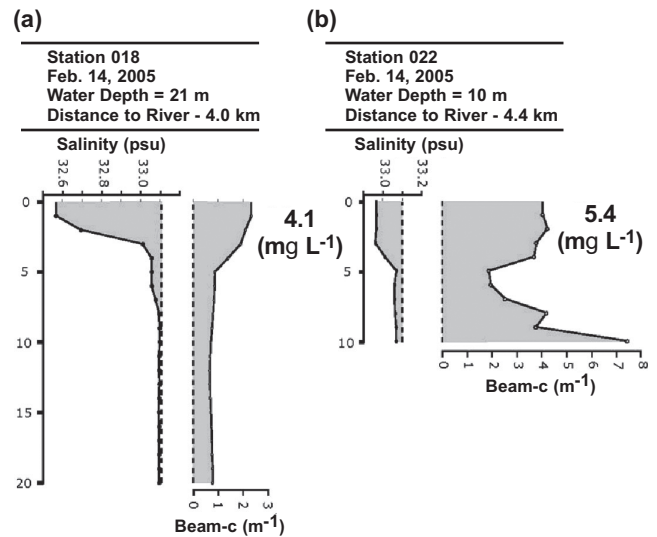 (a)
Station 018
Feb. 14, 2005
Water Depth = 21 m
Distance to River - 4.0 km
Salinity (psu)
32.6
32.8
33.0
0
5
10
15
20
4.1
(mg L-1)
0
1
2
3
Beam-c (m-1)
(b)
Station 022
Feb. 14, 2005
Water Depth = 10 m
Distance to River - 4.4 km
Salinity (psu)
33.0
33.2
0
5
10
5.4
(mg L-1)
0 1 2 3 4 5 6 7 8
Beam-c (m-1)